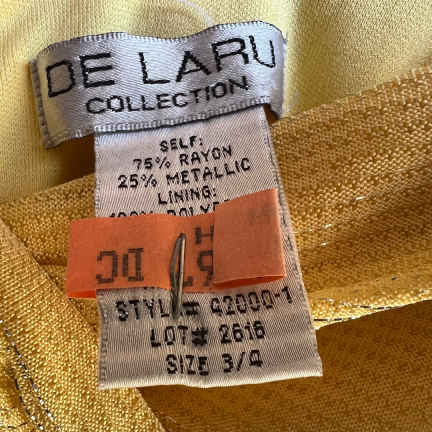 DE LARU
COLLECTION
SELF:
75% RAYON
25% METALLIC
LINING:
STYLE# 42000-1
LOT# 2616
SIZE 3/4